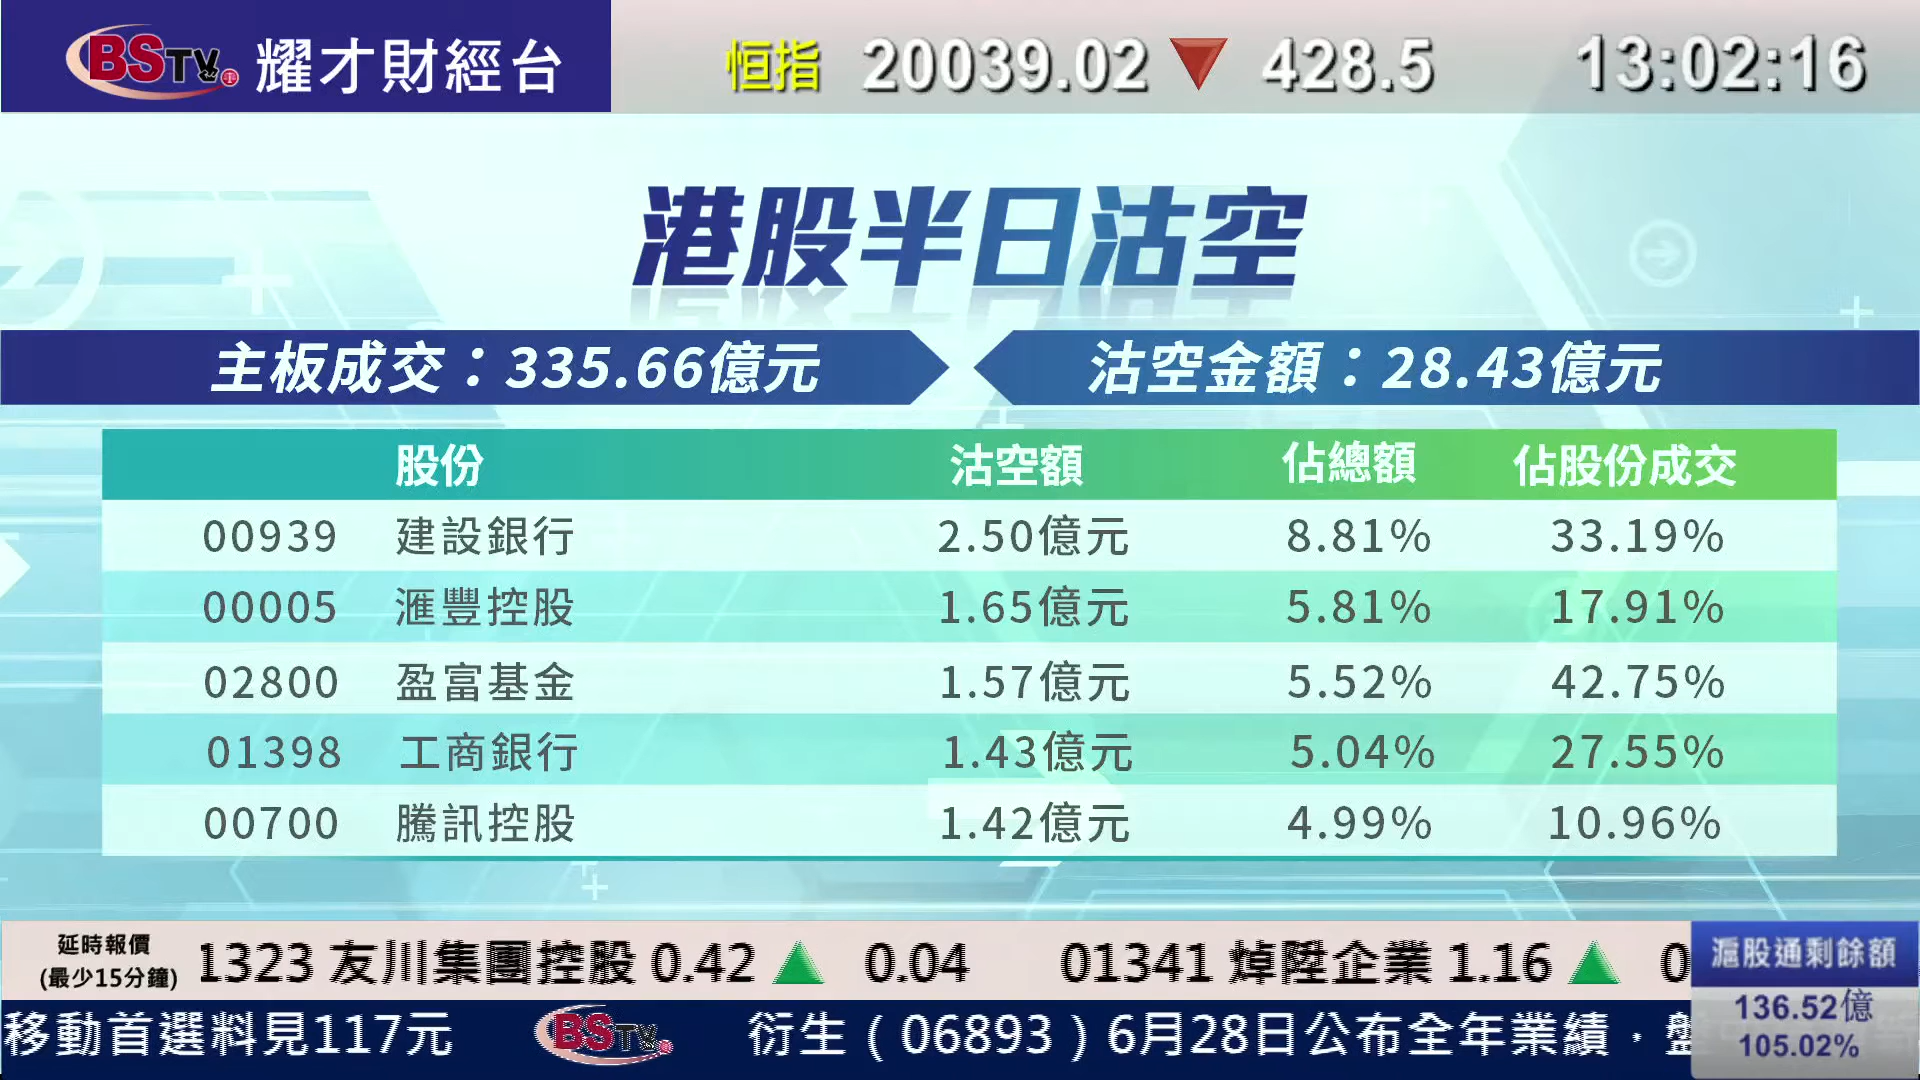 BSTV 耀才財經台
恒指 20039.02 ▼ 428.5 13:02:16
港股半日沽空
主板成交：335.66億元
沽空金額：28.43億元
股份 沽空額 佔總額 佔股份成交
00939 建設銀行 2.50億元 8.81% 33.19%
00005 滙豐控股 1.65億元 5.81% 17.91%
02800 盈富基金 1.57億元 5.52% 42.75%
01398 工商銀行 1.43億元 5.04% 27.55%
00700 騰訊控股 1.42億元 4.99% 10.96%
延時報價
(最少15分鐘)
1323 友川集團控股 0.42 ▲ 0.04 01341 焯陞企業 1.16 ▲ 0
滬股通剩餘額
136.52億
105.02%
移動首選料見117元 BSTV 衍生（06893）6月28日公布全年業績，